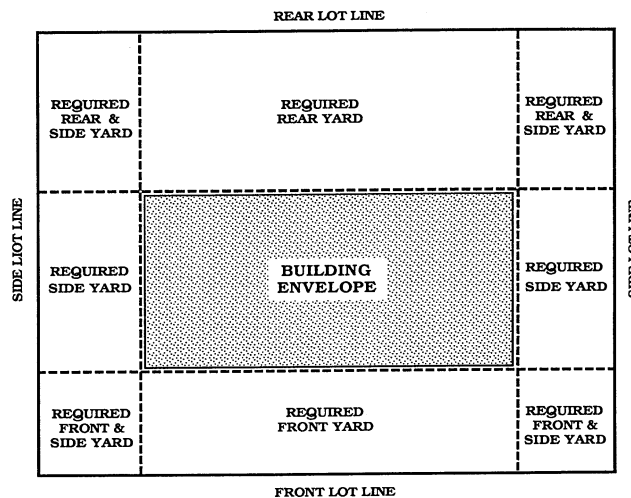 REAR LOT LINE
REQUIRED
REAR &
SIDE YARD
REQUIRED
REAR YARD
REQUIRED
REAR &
SIDE YARD
SIDE LIOT LINE
REQUIRED
SIDE YARD
BUILDING
ENVELOPE
REQUIRED
SIDE YARD
REQUIRED
FRONT &
SIDE YARD
REQUIRED
FRONT YARD
REQUIRED
FRONT &
SIDE YARD
FRONT LOT LINE